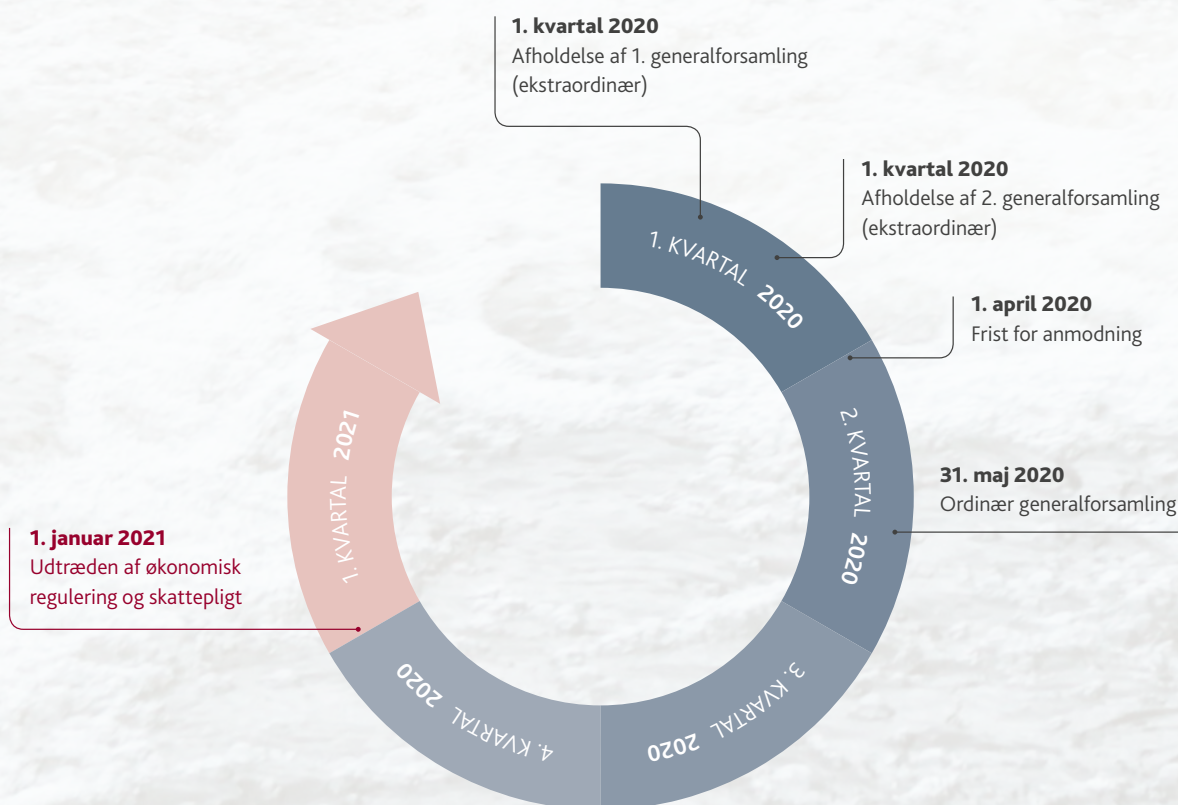 1. kvartal 2020
Afholdelse af 1. generalforsamling
(ekstraordinær)
1. kvartal 2020
Afholdelse af 2. generalforsamling
(ekstraordinær)
1. april 2020
Frist for anmodning
31. maj 2020
Ordinær generalforsamling
1. januar 2021
Udtræden af økonomisk
regulering og skattepligt
1. KVARTAL 2020
2. KVARTAL 2020
3. KVARTAL 2020
4. KVARTAL 2020
1. KVARTAL 2021